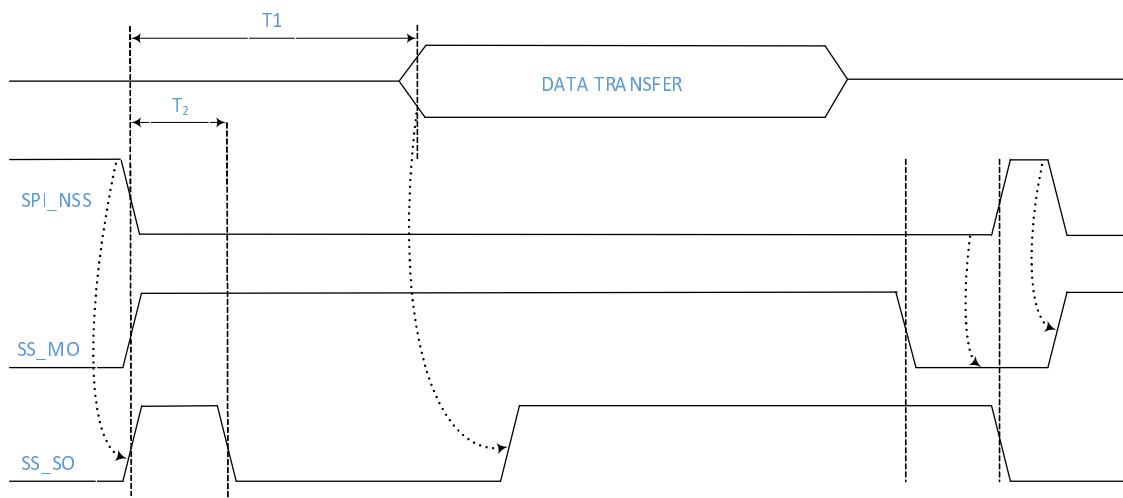 T1
DATA TRANSFER
T2
SPI_NSS
SS_MO
SS_SO